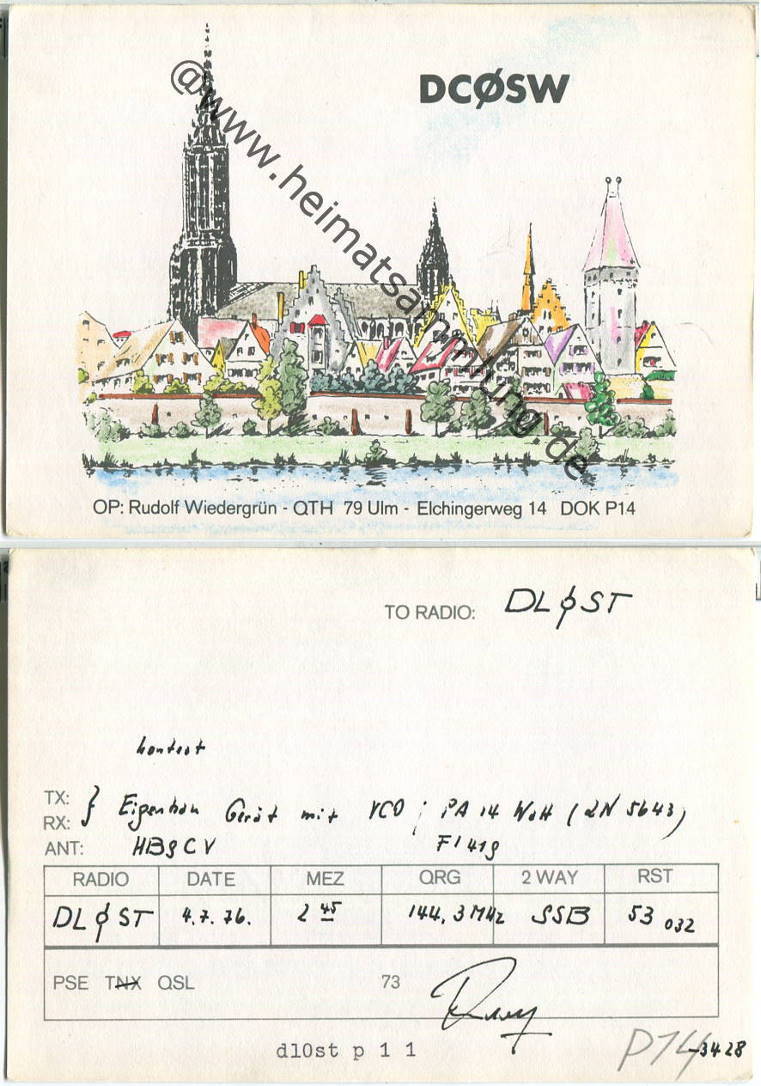 DCØSW
@www.heimatsammlung.de
OP: Rudolf Wiedergrün - QTH 79 Ulm - Elchingerweg 14 DOK P14
TO RADIO: DLØST
TX:
RX: } Eigenbau Gerät mit VCO; PA 14 Watt (2N 5643)
ANT: HB9CV
RADIO DATE MEZ QRG 2 WAY RST
DLØST 4.7.76. 2 45 144,3 MHz SSB 53 032
PSE TNX QSL 73
dl0st p 1 1
P14 -3428